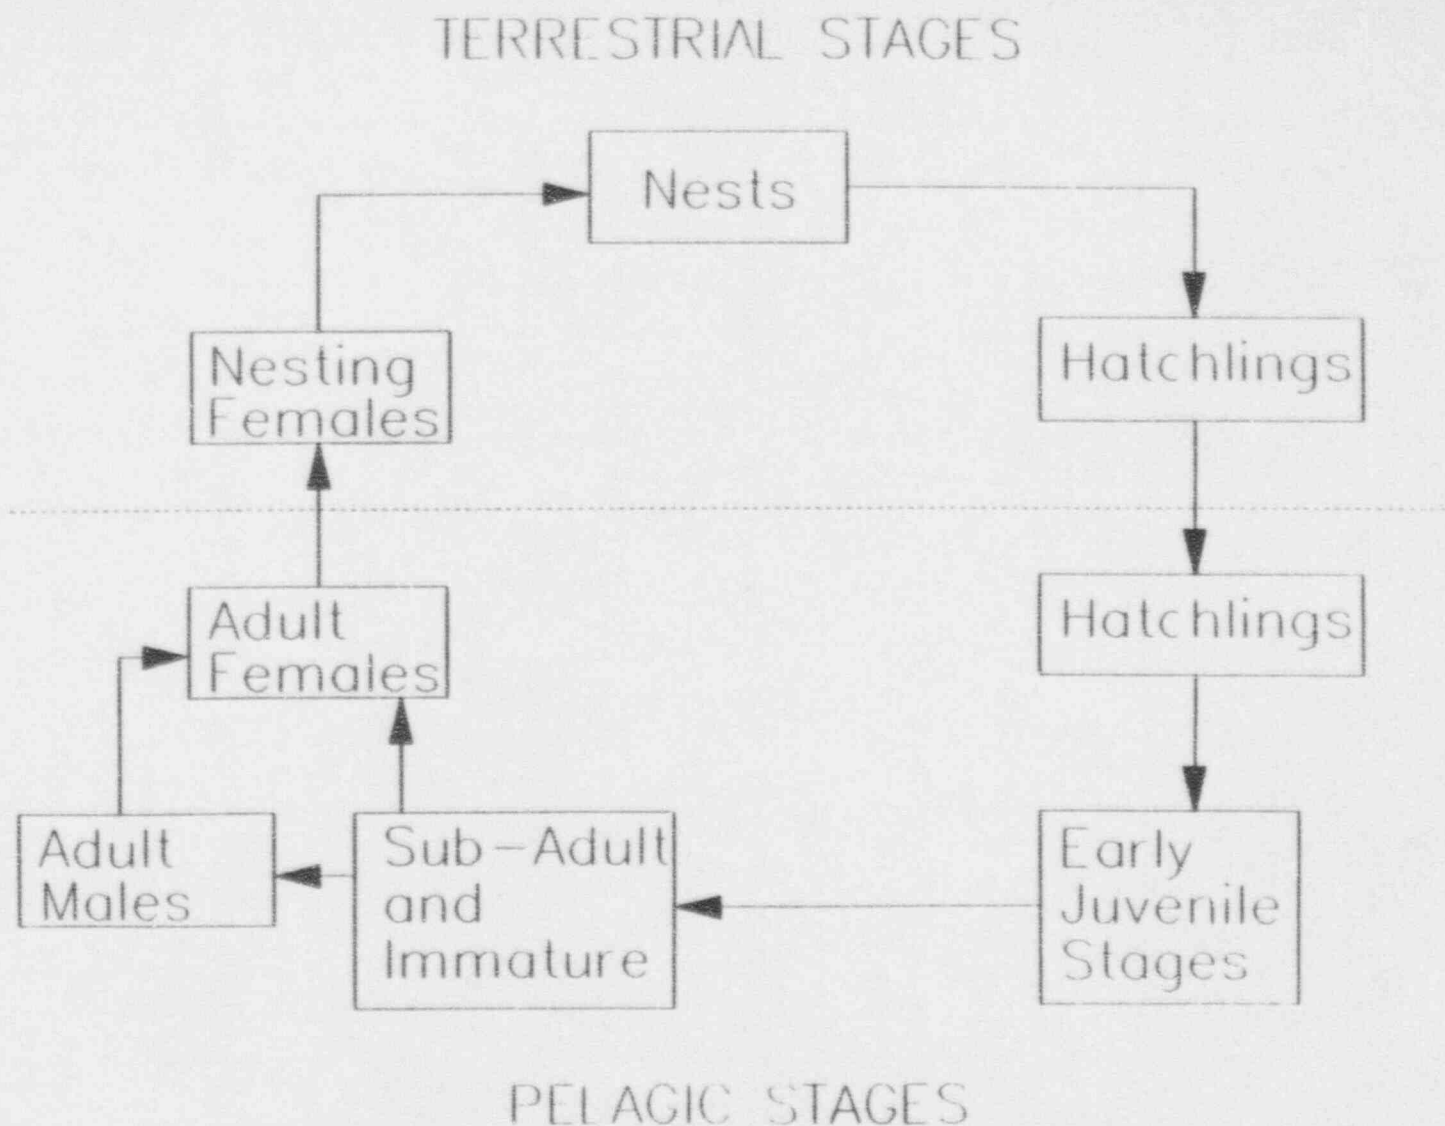 TERRESTRIAL STAGES
Nests
Nesting
Females
Hatchlings
Adult
Females
Hatchlings
Adult
Males
Sub-Adult
and
Immature
Early
Juvenile
Stages
PELAGIC STAGES